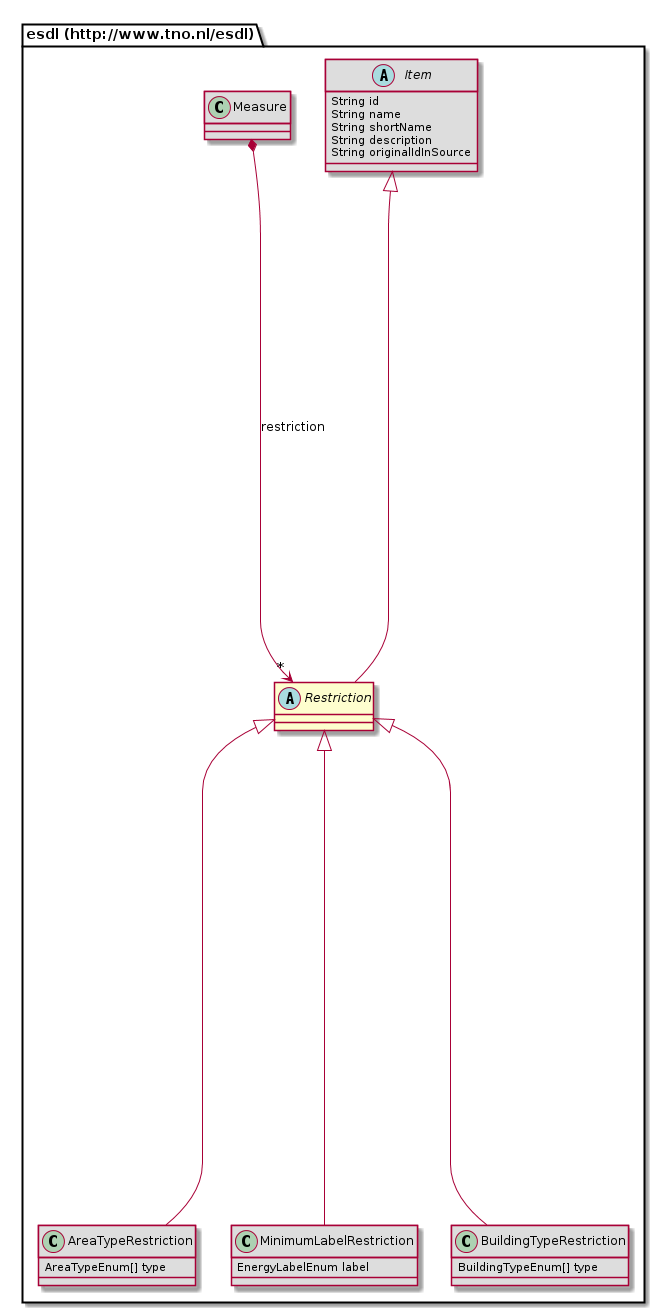 esdl (http://www.tno.nl/esdl)
A Item
String id
String name
String shortName
String description
String originalIdInSource
C Measure
restriction
*
A Restriction
C AreaTypeRestriction
AreaTypeEnum[] type
C MinimumLabelRestriction
EnergyLabelEnum label
C BuildingTypeRestriction
BuildingTypeEnum[] type